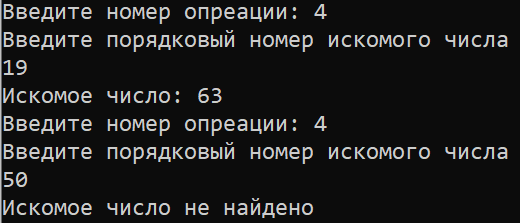 Введите номер опреации: 4
Введите порядковый номер искомого числа
19
Искомое число: 63
Введите номер опреации: 4
Введите порядковый номер искомого числа
50
Искомое число не найдено